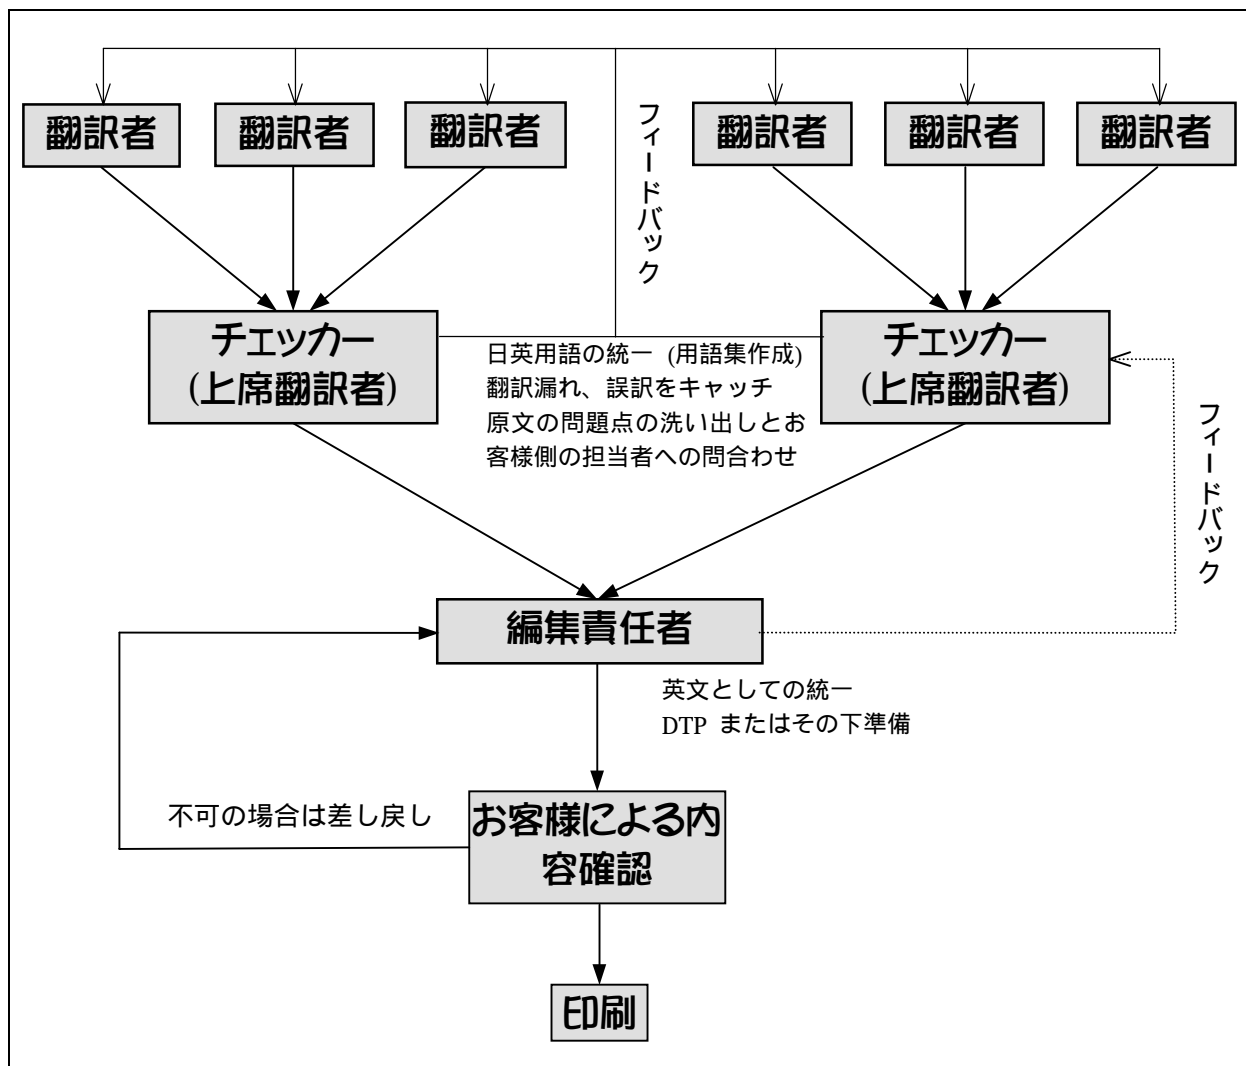 翻訳者
翻訳者
翻訳者
翻訳者
翻訳者
翻訳者
フィードバック
チェッカー
(上席翻訳者)
日英用語の統一 (用語集作成)
翻訳漏れ、誤訳をキャッチ
原文の問題点の洗い出しとお
客様側の担当者への問合わせ
チェッカー
(上席翻訳者)
フィードバック
編集責任者
英文としての統一
DTP またはその下準備
不可の場合は差し戻し
お客様による内
容確認
印刷